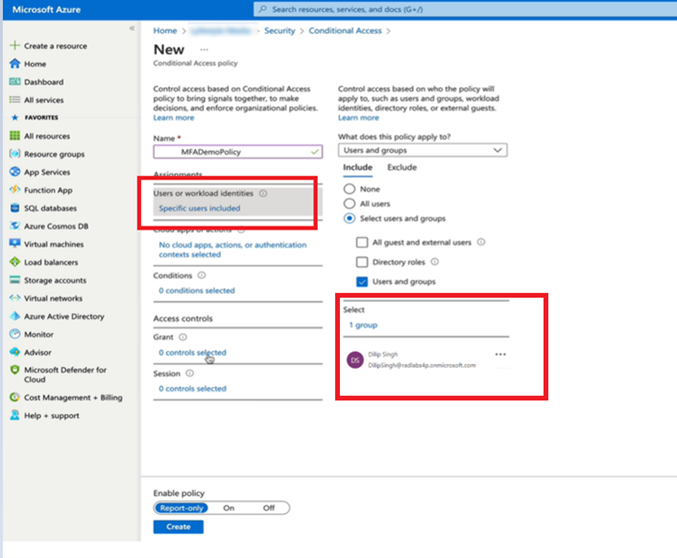 Microsoft Azure
Search resources, services, and docs (G+/)
«
Create a resource
Home
Dashboard
All services
FAVORITES
All resources
Resource groups
App Services
Function App
SQL databases
Azure Cosmos DB
Virtual machines
Load balancers
Storage accounts
Virtual networks
Azure Active Directory
Monitor
Advisor
Microsoft Defender for
Cloud
Cost Management + Billing
Help + support
Home > > Security > Conditional Access >
New ...
Conditional Access policy
Control access based on Conditional Access
policy to bring signals together, to make
decisions, and enforce organizational policies.
Learn more
Name *
MFADemoPolicy
Assignments
Users or workload identities
Specific users included
Cloud apps or actions
No cloud apps, actions, or authentication
contexts selected
Conditions
0 conditions selected
Access controls
Grant
0 controls selected
Session
0 controls selected
Control access based on who the policy will
apply to, such as users and groups, workload
identities, directory roles, or external guests.
Learn more
What does this policy apply to?
Users and groups
Include Exclude
None
All users
Select users and groups
All guest and external users
Directory roles
Users and groups
Select
1 group
DS
Dilip Singh
DilipSingh@radlabs4p.onmicrosoft.com
...
Enable policy
Report-only On Off
Create